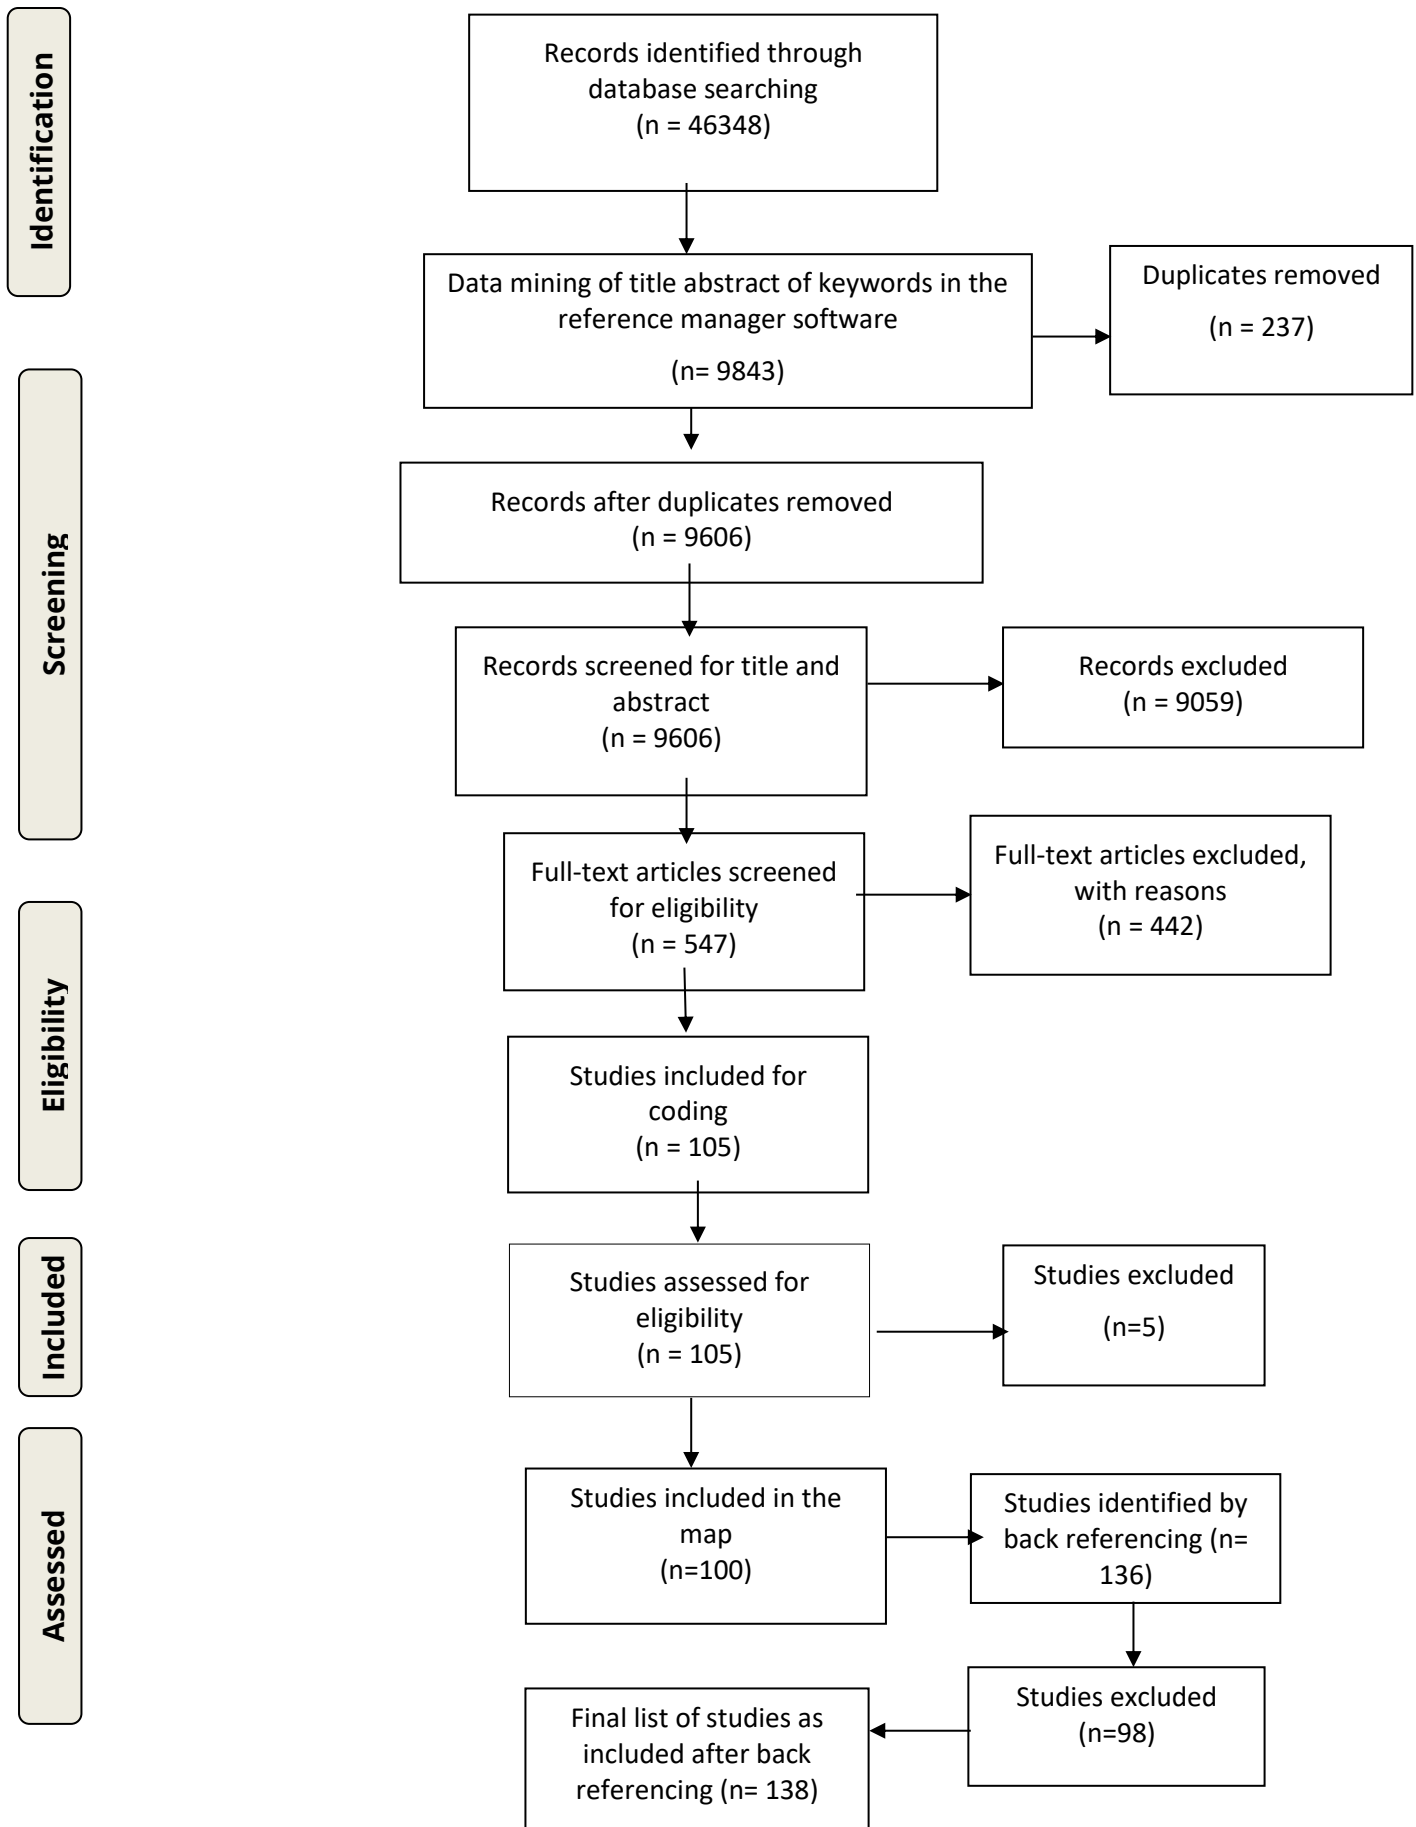 Identification
Records identified through
database searching
(n = 46348)
Data mining of title abstract of keywords in the
reference manager software
(n= 9843)
Duplicates removed
(n = 237)
Screening
Records after duplicates removed
(n = 9606)
Records screened for title and
abstract
(n = 9606)
Records excluded
(n = 9059)
Eligibility
Full-text articles screened
for eligibility
(n = 547)
Full-text articles excluded,
with reasons
(n = 442)
Studies included for
coding
(n = 105)
Included
Studies assessed for
eligibility
(n = 105)
Studies excluded
(n=5)
Assessed
Studies included in the
map
(n=100)
Studies identified by
back referencing (n=
136)
Studies excluded
(n=98)
Final list of studies as
included after back
referencing (n= 138)